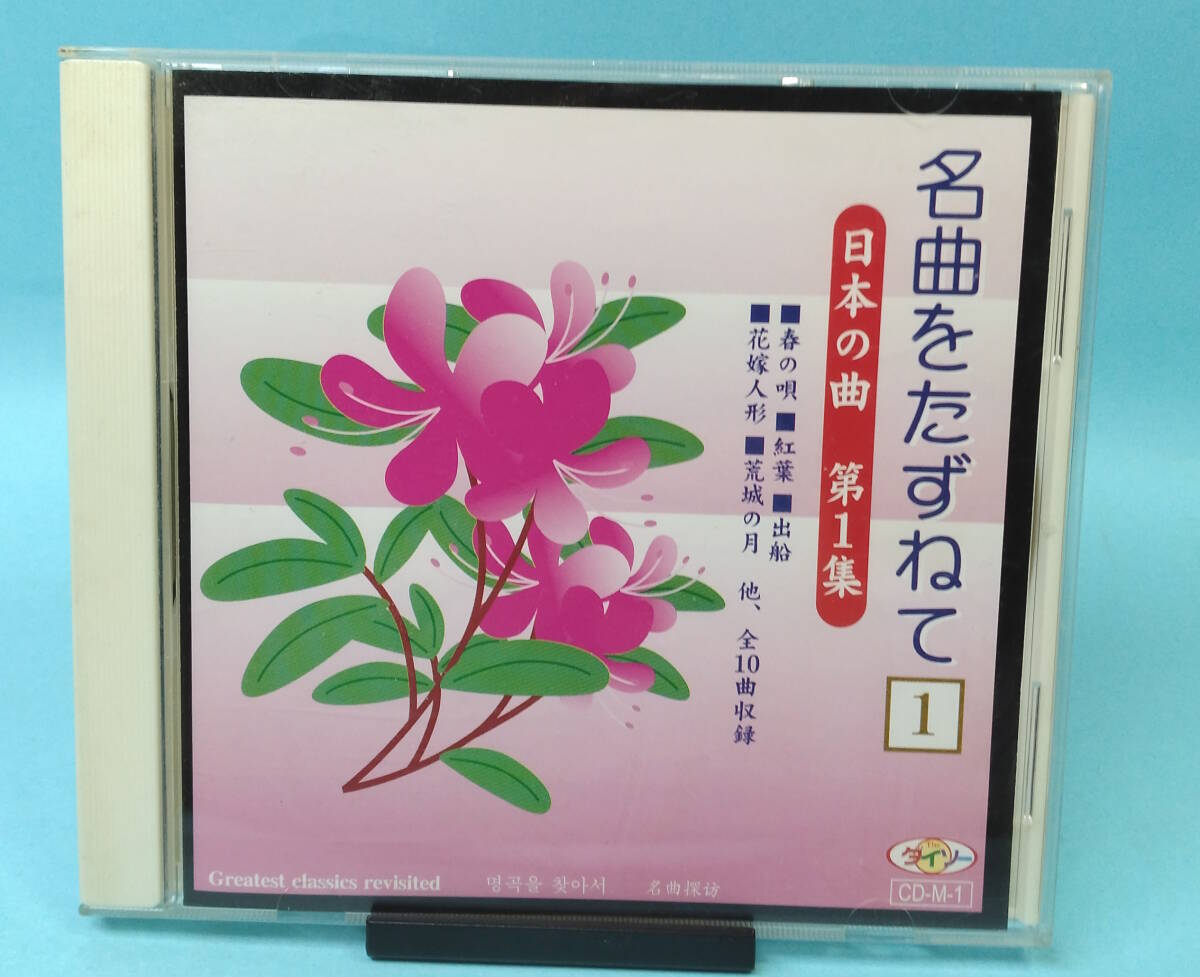 名曲をたずねて
1
日本の曲 第1集
■春の唄 ■紅葉 ■出船
■花嫁人形 ■荒城の月 他、全10曲収録
The
ダイソー
CD-M-1
Greatest classics revisited 명곡을 찾아서 名曲探访